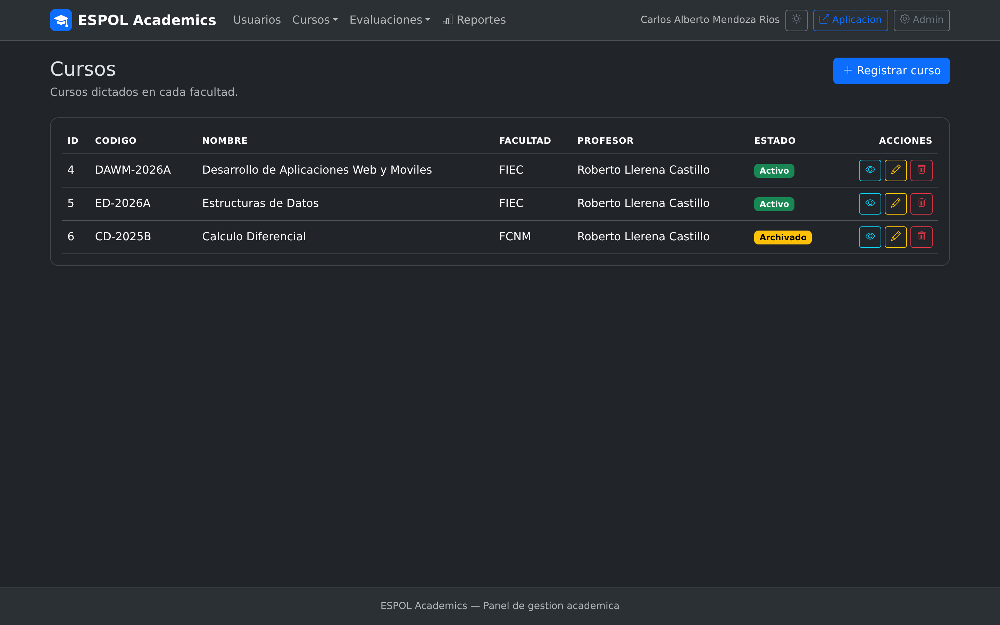 ESPOL Academics Usuarios Cursos Evaluaciones Reportes Carlos Alberto Mendoza Rios Aplicacion Admin
Cursos
Registrar curso
Cursos dictados en cada facultad.
ID CODIGO NOMBRE FACULTAD PROFESOR ESTADO ACCIONES
4 DAWM-2026A Desarrollo de Aplicaciones Web y Moviles FIEC Roberto Llerena Castillo Activo
5 ED-2026A Estructuras de Datos FIEC Roberto Llerena Castillo Activo
6 CD-2025B Calculo Diferencial FCNM Roberto Llerena Castillo Archivado
ESPOL Academics — Panel de gestion academica